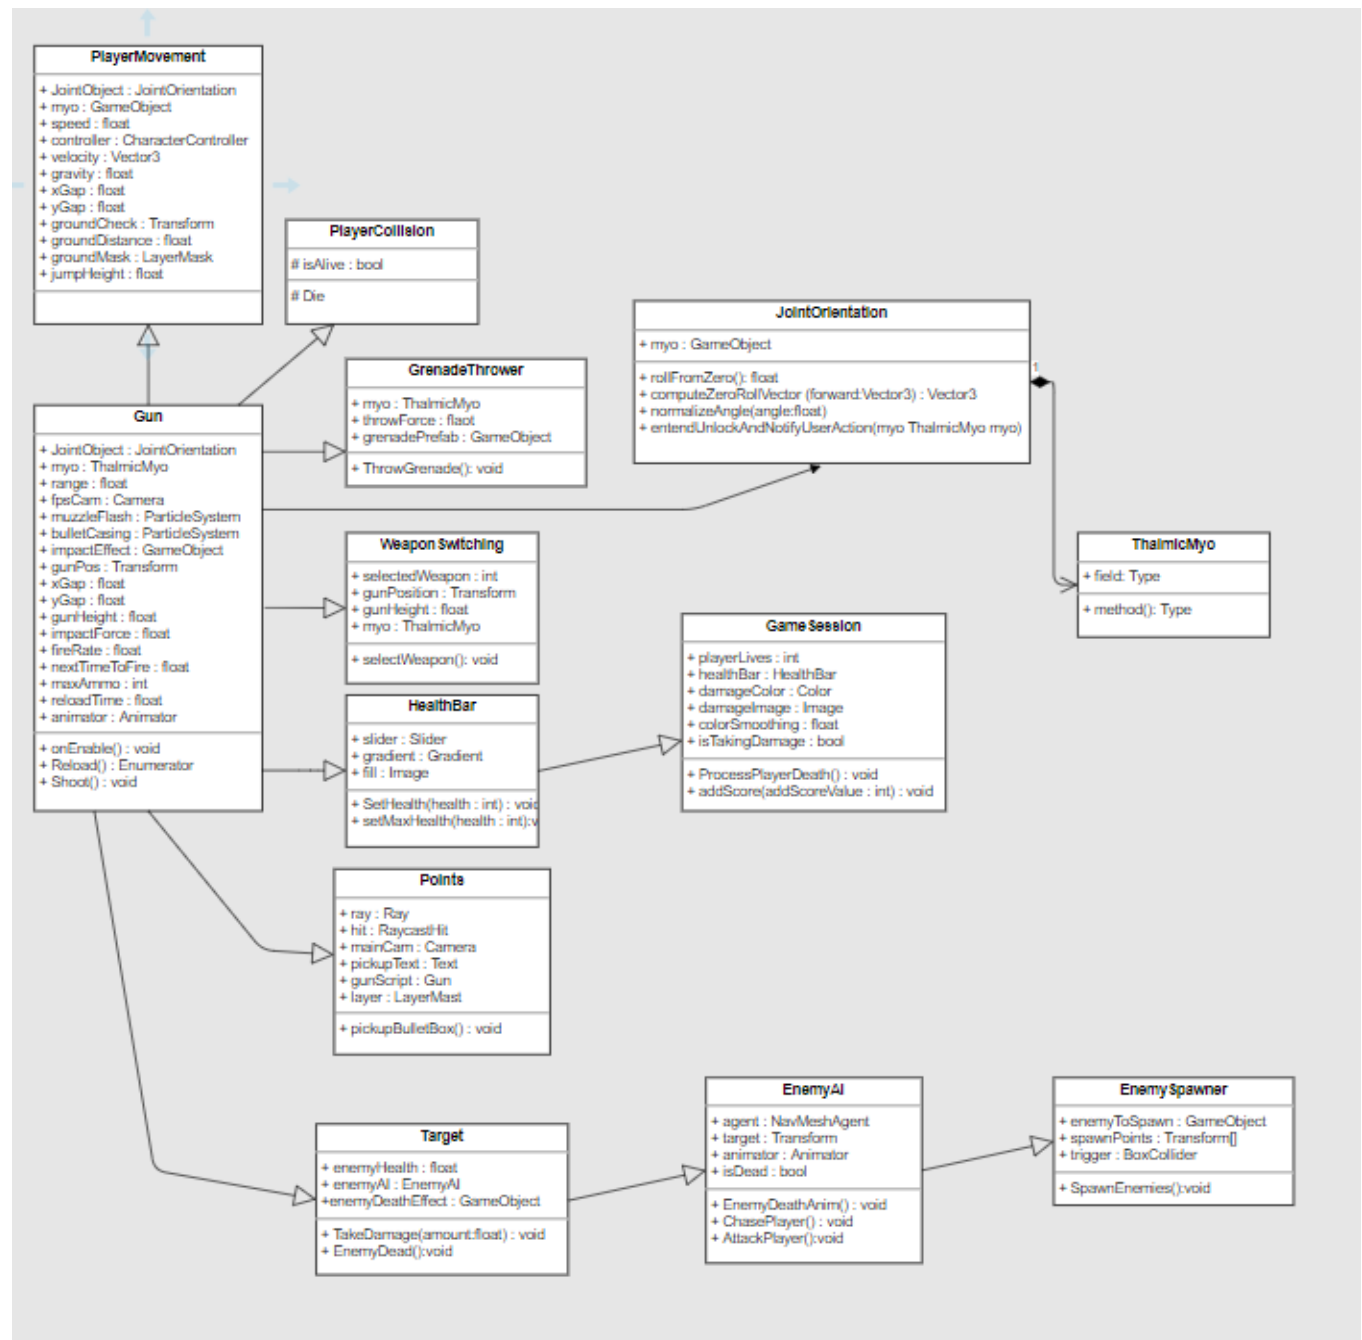 PlayerMovement
+ JointObject : JointOrientation
+ myo : GameObject
+ speed : float
+ controller : CharacterController
+ velocity : Vector3
+ gravity : float
+ xGap : float
+ yGap : float
+ groundCheck : Transform
+ groundDistance : float
+ groundMask : LayerMask
+ jumpHeight : float
PlayerCollision
# isAlive : bool
# Die
GrenadeThrower
+ myo : ThalmicMyo
+ throwForce : flaot
+ grenadePrefab : GameObject
+ ThrowGrenade(): void
JointOrientation
+ myo : GameObject
+ rollFromZero(): float
+ computeZeroRollVector (forward:Vector3) : Vector3
+ normalizeAngle(angle:float)
+ entendUnlockAndNotifyUserAction(myo ThalmicMyo myo)
1
Gun
+ JointObject : JointOrientation
+ myo : ThalmicMyo
+ range : float
+ fpsCam : Camera
+ muzzleFlash : ParticleSystem
+ bulletCasing : ParticleSystem
+ impactEffect : GameObject
+ gunPos : Transform
+ xGap : float
+ yGap : float
+ gunHeight : float
+ impactForce : float
+ fireRate : float
+ nextTimeToFire : float
+ maxAmmo : int
+ reloadTime : float
+ animator : Animator
+ onEnable() : void
+ Reload() : Enumerator
+ Shoot() : void
WeaponSwitching
+ selectedWeapon : int
+ gunPosition : Transform
+ gunHeight : float
+ myo : ThalmicMyo
+ selectWeapon(): void
ThalmicMyo
+ field: Type
+ method(): Type
HealthBar
+ slider : Slider
+ gradient : Gradient
+ fill : Image
+ SetHealth(health : int) : void
+ setMaxHealth(health : int):v
GameSession
+ playerLives : int
+ healthBar : HealthBar
+ damageColor : Color
+ damageImage : Image
+ colorSmoothing : float
+ isTakingDamage : bool
+ ProcessPlayerDeath() : void
+ addScore(addScoreValue : int) : void
Points
+ ray : Ray
+ hit : RaycastHit
+ mainCam : Camera
+ pickupText : Text
+ gunScript : Gun
+ layer : LayerMast
+ pickupBulletBox() : void
Target
+ enemyHealth : float
+ enemyAI : EnemyAI
+enemyDeathEffect : GameObject
+ TakeDamage(amount:float) : void
+ EnemyDead():void
EnemyAI
+ agent : NavMeshAgent
+ target : Transform
+ animator : Animator
+ isDead : bool
+ EnemyDeathAnim() : void
+ ChasePlayer() : void
+ AttackPlayer():void
EnemySpawner
+ enemyToSpawn : GameObject
+ spawnPoints : Transform[]
+ trigger : BoxCollider
+ SpawnEnemies():void